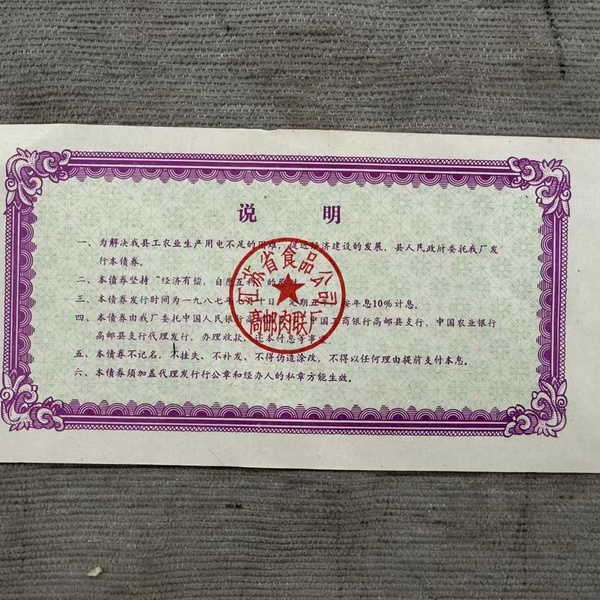 说 明
一、为解决我县工农业生产用电不足的困难，促进经济建设的发展，县人民政府委托我厂发
行本债券。
二、本债券坚持“经济有偿，自愿互利”的原则。
三、本债券发行时间为一九八七年 十日， 期五年，按年息10％计息。
四、本债券由我厂委托中国人民银行高邮 中国工商银行高邮县支行，中国农业银行
高邮县支行代理发行，办理收款，还本付息等事
五、本债券不记名，不挂失、不补发、不得伪造涂改，不得以任何理由提前支付本息。
六、本债券须加盖代理发行行公章和经办人的私章方能生效。
江苏省食品公司
高邮肉联厂